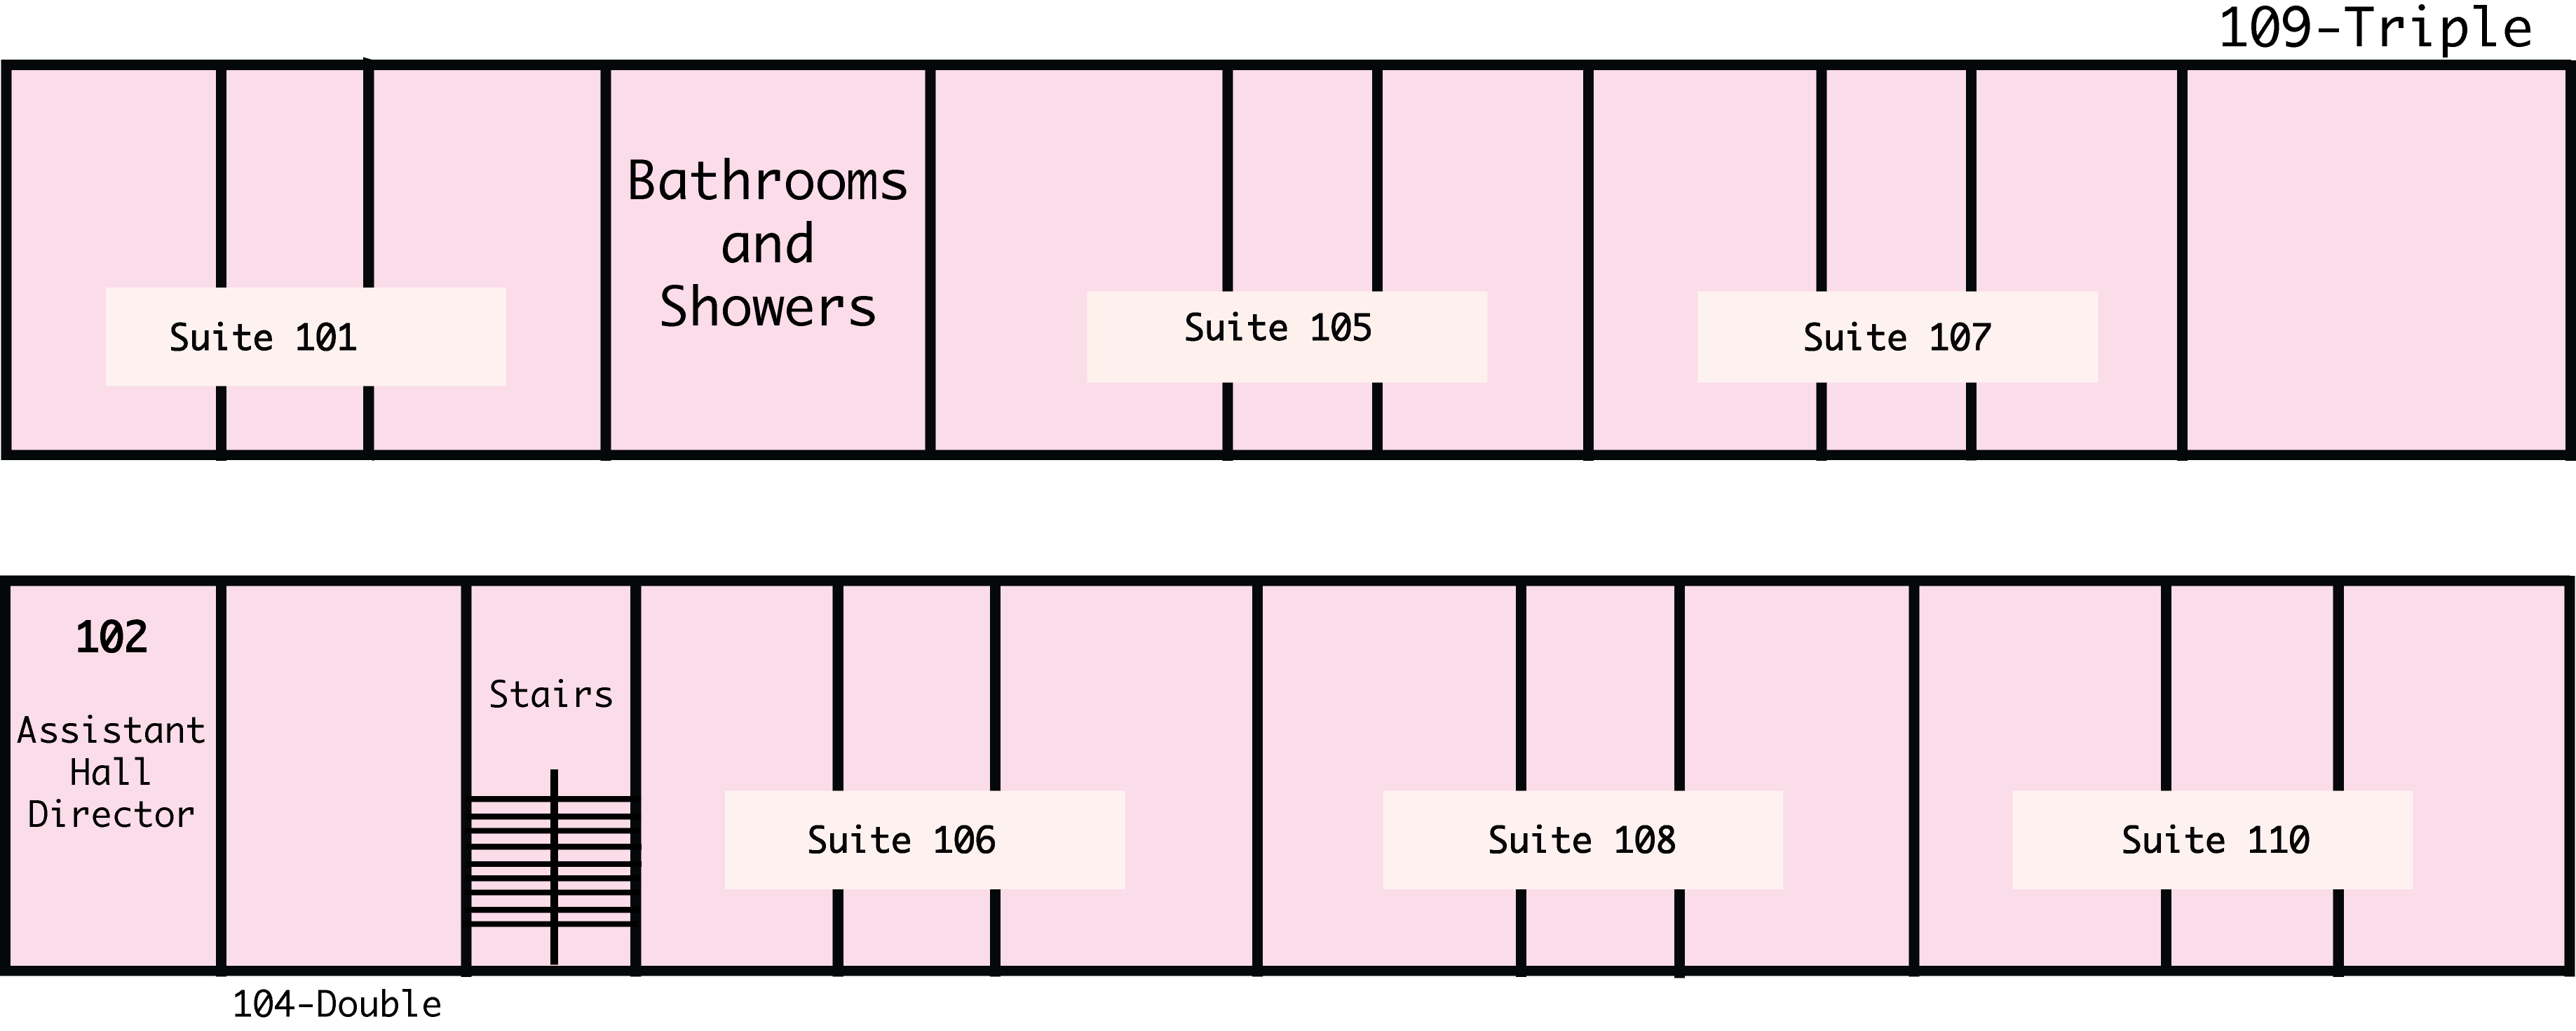 109-Triple
Bathrooms
and
Showers
Suite 101
Suite 105
Suite 107
102
Assistant
Hall
Director
Stairs
Suite 106
Suite 108
Suite 110
104-Double